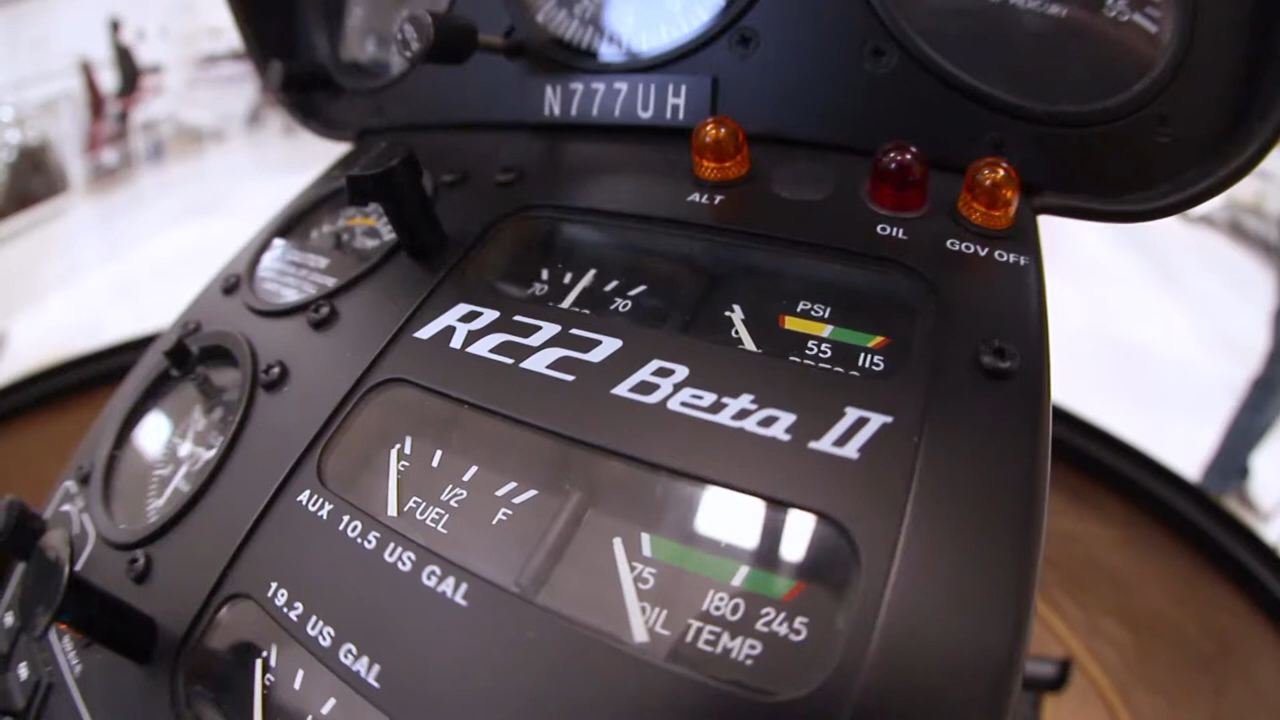 N777UH
ALT
OIL
GOV OFF
70
70
PSI
55
115
R22 Beta II
E
1/2
F
FUEL
AUX 10.5 US GAL
75
180
245
OIL TEMP.
19.2 US GAL
E